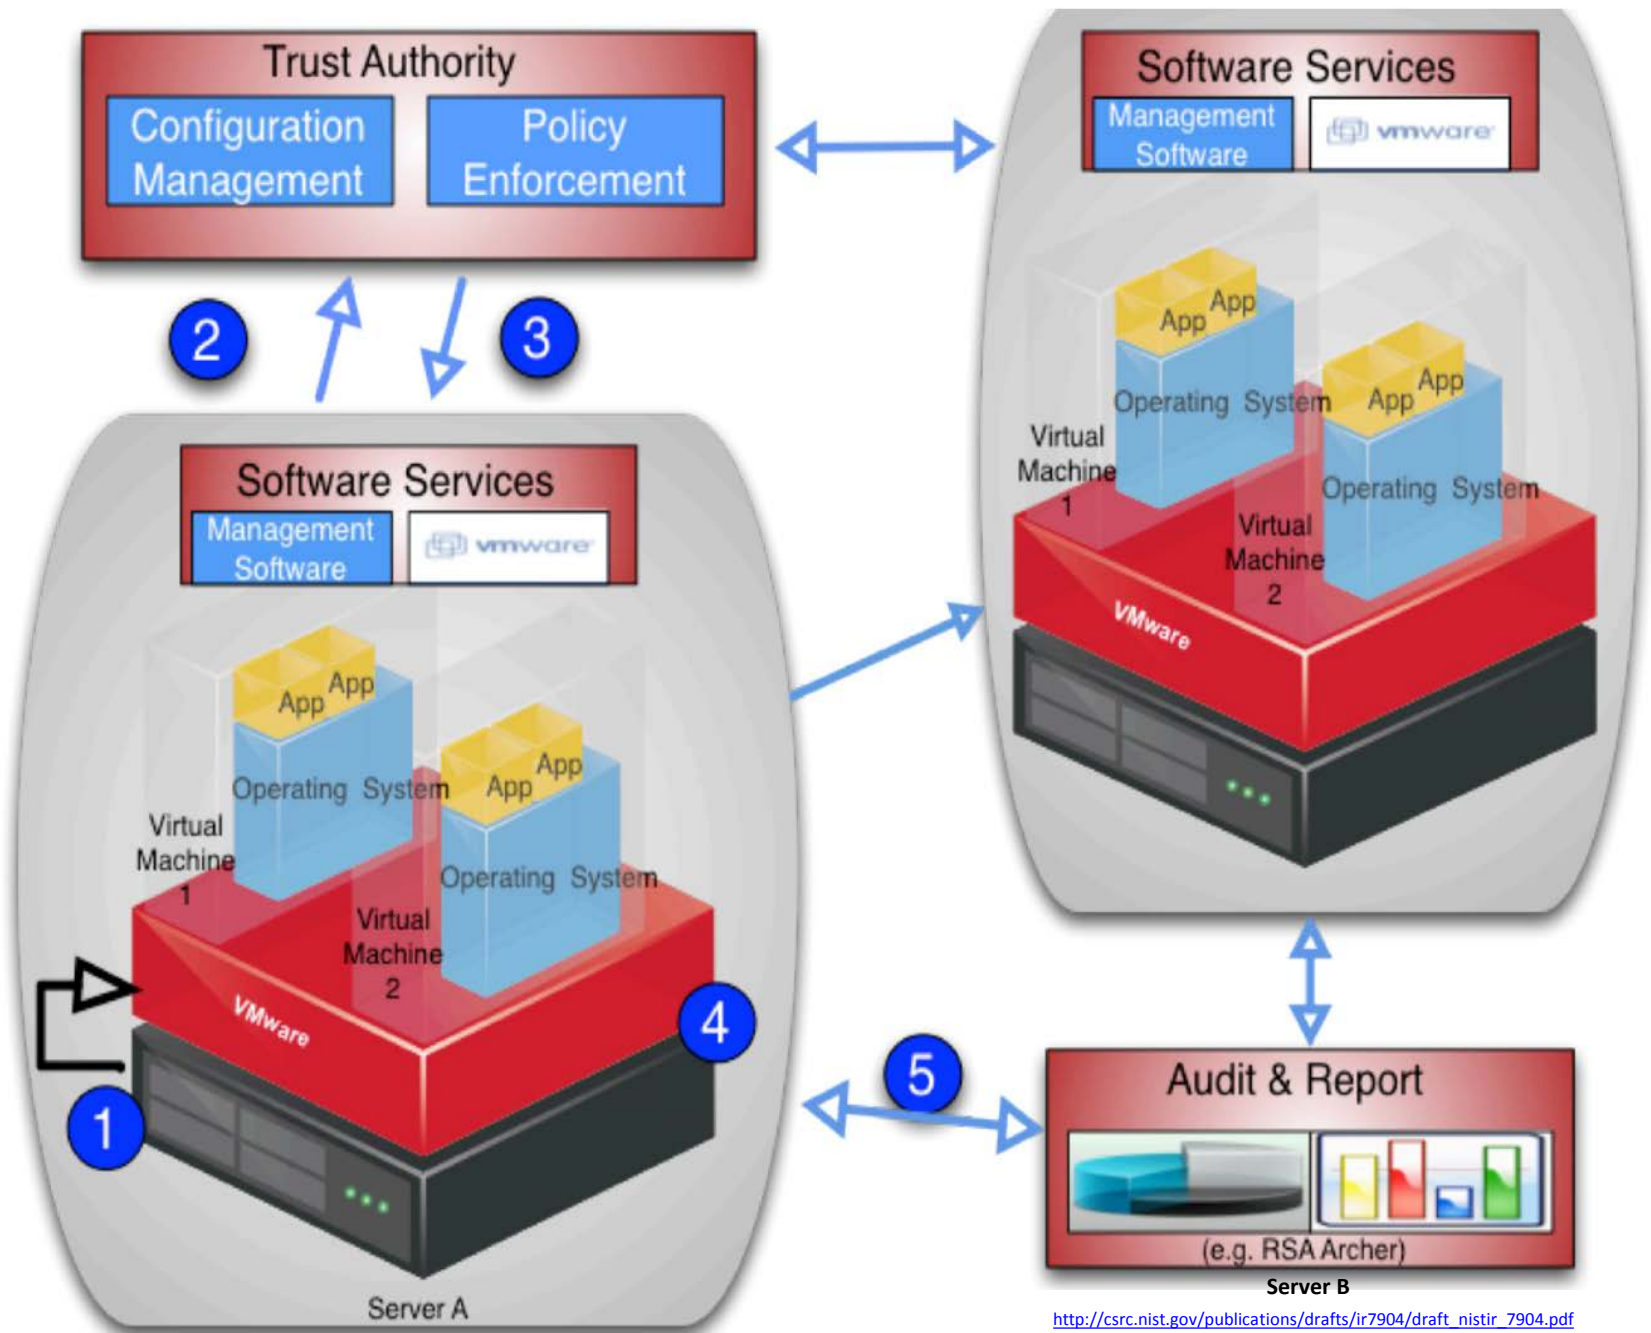 Trust Authority
Configuration
Management
Policy
Enforcement
Software Services
Management
Software
vmware
2
3
App
App
Operating System
Virtual
Machine
1
App
App
Operating System
Virtual
Machine
2
VMware
Software Services
Management
Software
vmware
App
App
Operating System
Virtual
Machine
1
App
App
Operating System
Virtual
Machine
2
VMware
1
4
5
Server A
Audit & Report
(e.g. RSA Archer)
Server B
http://csrc.nist.gov/publications/drafts/ir7904/draft_nistir_7904.pdf